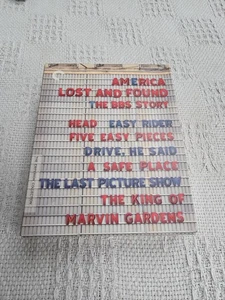 AMERICA
LOST AND FOUND
THE BBS STORY
HEAD EASY RIDER
FIVE EASY PIECES
DRIVE, HE SAID
A SAFE PLACE
THE LAST PICTURE SHOW
THE KING OF
MARVIN GARDENS